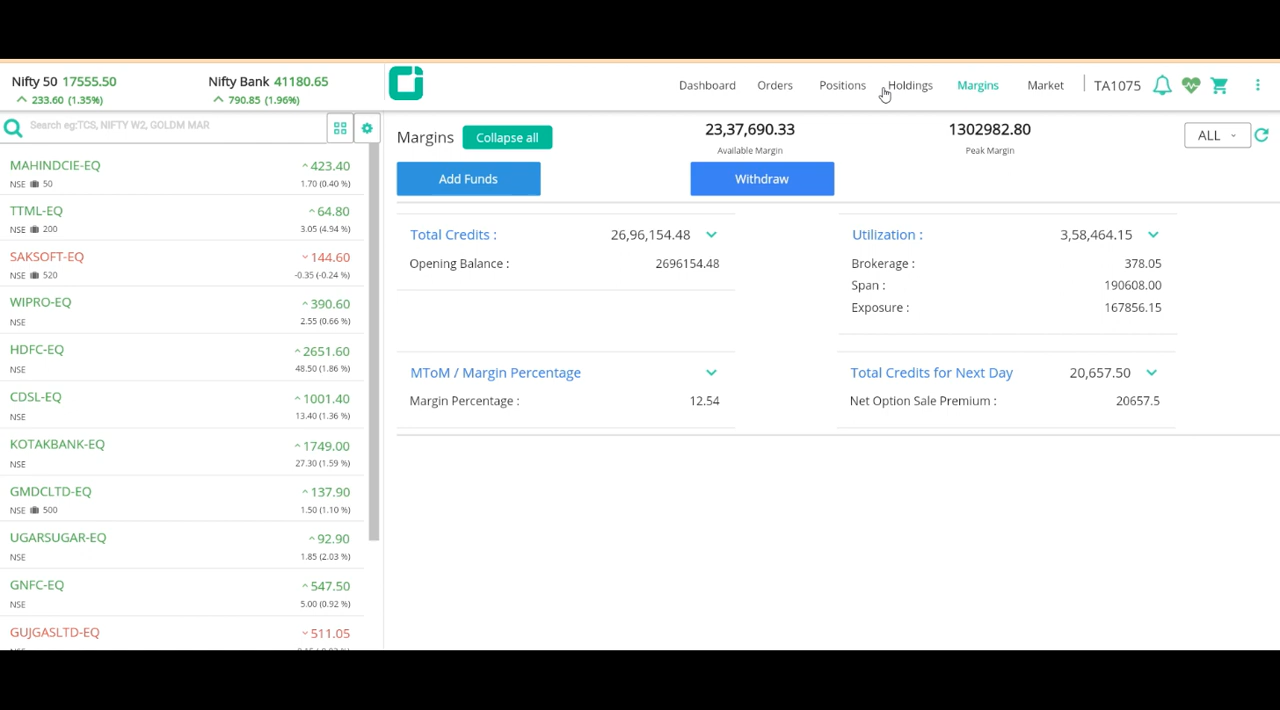 Nifty 50 17555.50
233.60 (1.35%)
Nifty Bank 41180.65
790.85 (1.96%)
Dashboard
Orders
Positions
Holdings
Margins
Market
TA1075
Search eg:TCS, NIFTY W2, GOLDM MAR
MAHINDCIE-EQ 423.40
NSE 50 1.70 (0.40 %)
TTML-EQ 64.80
NSE 200 3.05 (4.94 %)
SAKSOFT-EQ 144.60
NSE 520 -0.35 (-0.24 %)
WIPRO-EQ 390.60
NSE 2.55 (0.66 %)
HDFC-EQ 2651.60
NSE 48.50 (1.86 %)
CDSL-EQ 1001.40
NSE 13.40 (1.36 %)
KOTAKBANK-EQ 1749.00
NSE 27.30 (1.59 %)
GMDCLTD-EQ 137.90
NSE 500 1.50 (1.10 %)
UGARSUGAR-EQ 92.90
NSE 1.85 (2.03 %)
GNFC-EQ 547.50
NSE 5.00 (0.92 %)
GUJGASLTD-EQ 511.05
Margins
Collapse all
23,37,690.33
Available Margin
1302982.80
Peak Margin
ALL
Add Funds
Withdraw
Total Credits : 26,96,154.48
Opening Balance : 2696154.48
Utilization : 3,58,464.15
Brokerage : 378.05
Span : 190608.00
Exposure : 167856.15
MToM / Margin Percentage
Margin Percentage : 12.54
Total Credits for Next Day 20,657.50
Net Option Sale Premium : 20657.5